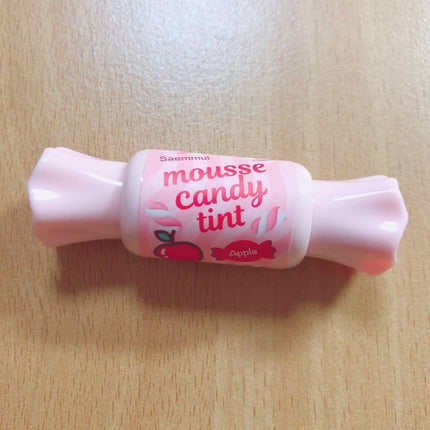 Saemmul
mousse
candy
tint
Apple